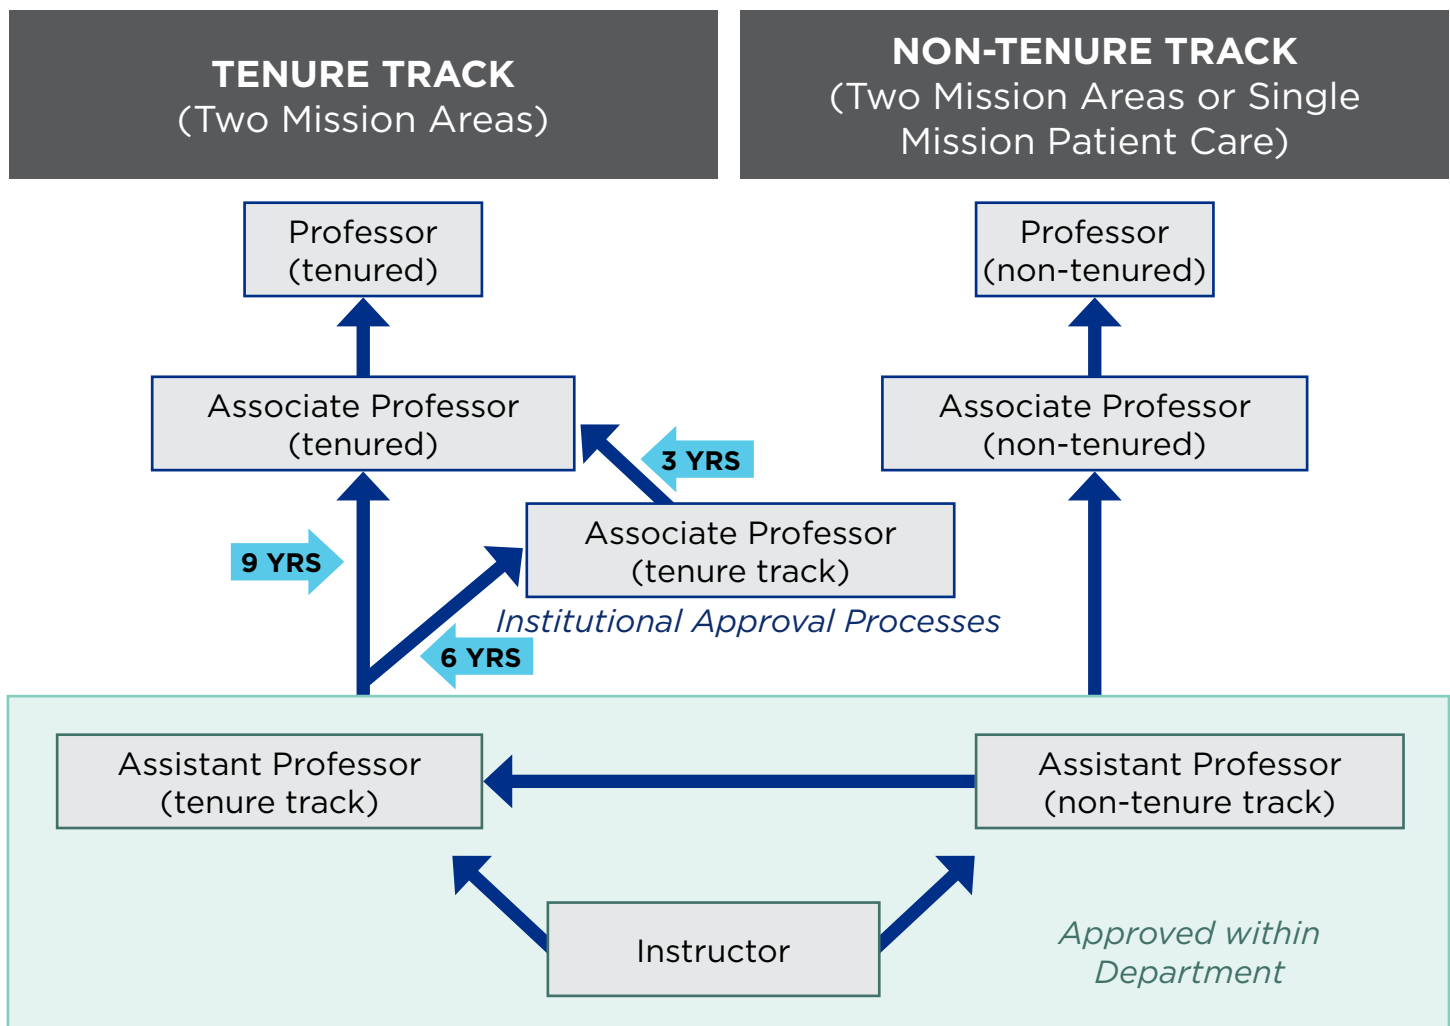 TENURE TRACK
(Two Mission Areas)
NON-TENURE TRACK
(Two Mission Areas or Single
Mission Patient Care)
Professor
(tenured)
Professor
(non-tenured)
Associate Professor
(tenured)
Associate Professor
(non-tenured)
3 YRS
Associate Professor
(tenure track)
9 YRS
Institutional Approval Processes
6 YRS
Assistant Professor
(tenure track)
Assistant Professor
(non-tenure track)
Instructor
Approved within
Department